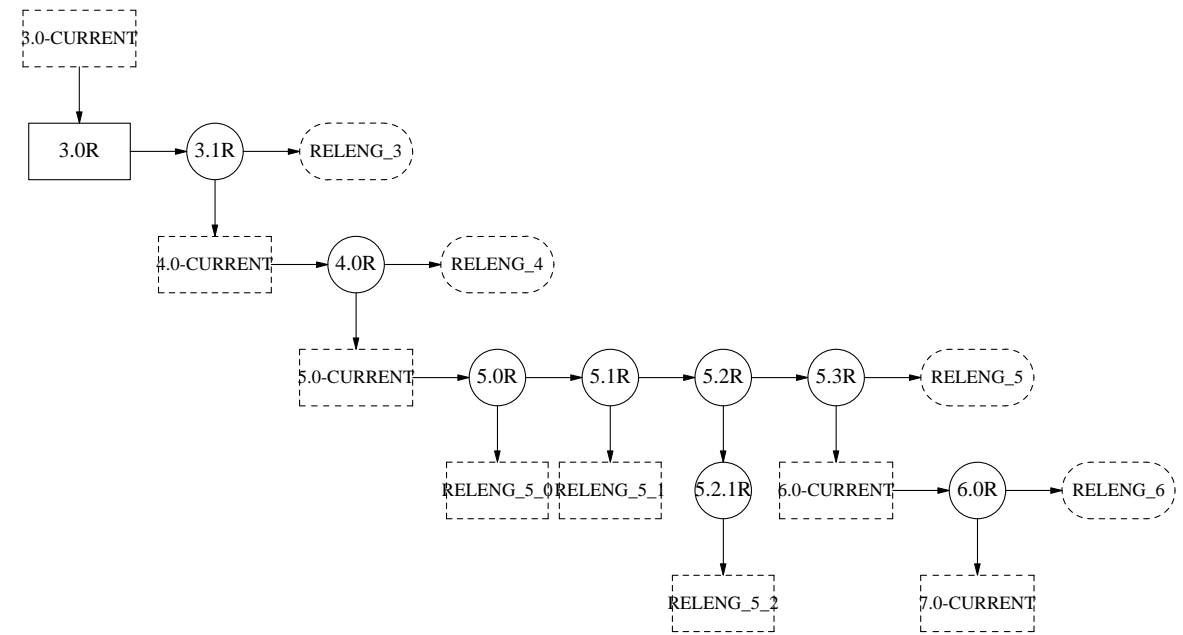 3.0-CURRENT
3.0R
3.1R
RELENG_3
4.0-CURRENT
4.0R
RELENG_4
5.0-CURRENT
5.0R
5.1R
5.2R
5.3R
RELENG_5
RELENG_5_0
RELENG_5_1
5.2.1R
6.0-CURRENT
6.0R
RELENG_6
RELENG_5_2
7.0-CURRENT